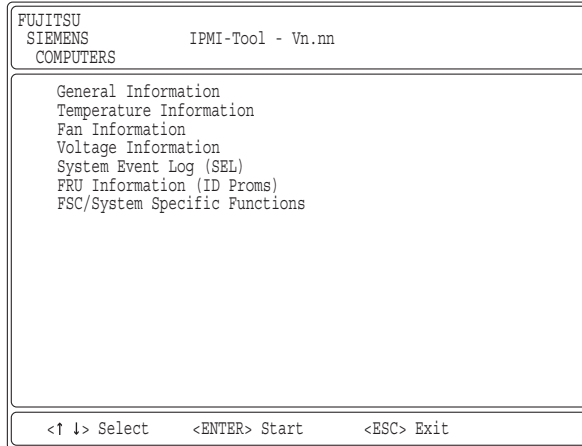 FUJITSU
SIEMENS IPMI-Tool - Vn.nn
COMPUTERS
General Information
Temperature Information
Fan Information
Voltage Information
System Event Log (SEL)
FRU Information (ID Proms)
FSC/System Specific Functions
<↑ ↓> Select <ENTER> Start <ESC> Exit